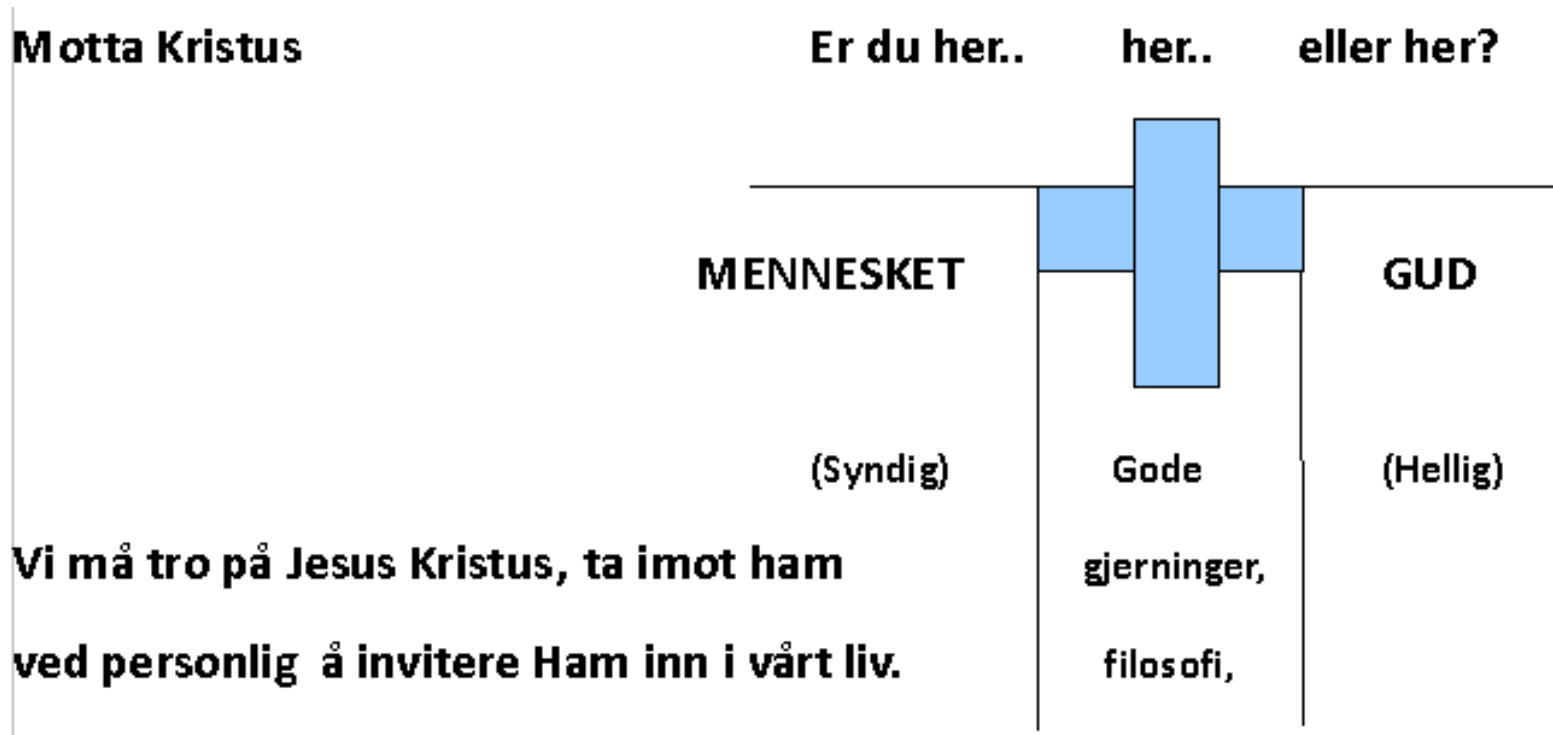 Motta Kristus Er du her.. her.. eller her?
MENNESKET GUD
(Syndig) Gode (Hellig)
Vi må tro på Jesus Kristus, ta imot ham gjerninger,
ved personlig å invitere Ham inn i vårt liv. filosofi,